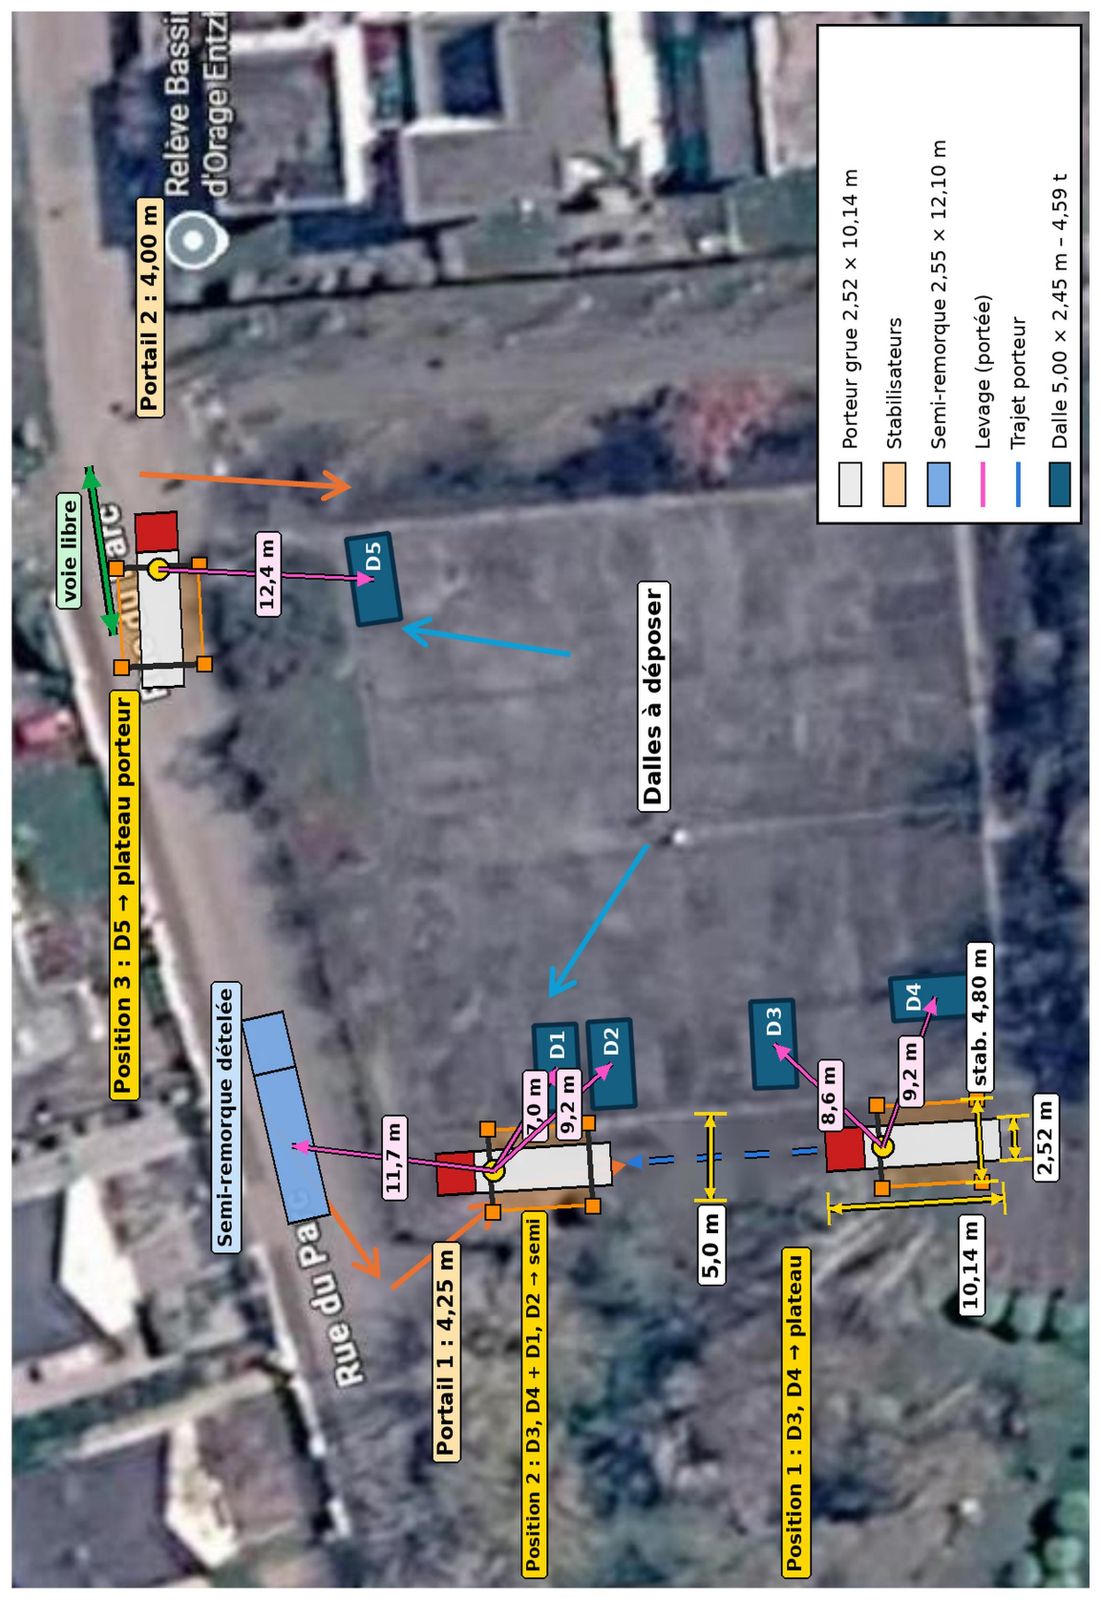 Relève Bassin
d'Orage Entz
Portail 2 : 4,00 m
voie libre
12,4 m
D5
Position 3 : D5 → plateau porteur
Dalles à déposer
Semi-remorque dételée
11,7 m
Rue du Parc
Portail 1 : 4,25 m
D1
D2
7,0 m
9,2 m
Position 2 : D3, D4 + D1, D2 → semi
5,0 m
D3
D4
8,6 m
9,2 m
stab. 4,80 m
2,52 m
10,14 m
Position 1 : D3, D4 → plateau
Porteur grue 2,52 × 10,14 m
Stabilisateurs
Semi-remorque 2,55 × 12,10 m
Levage (portée)
Trajet porteur
Dalle 5,00 × 2,45 m – 4,59 t